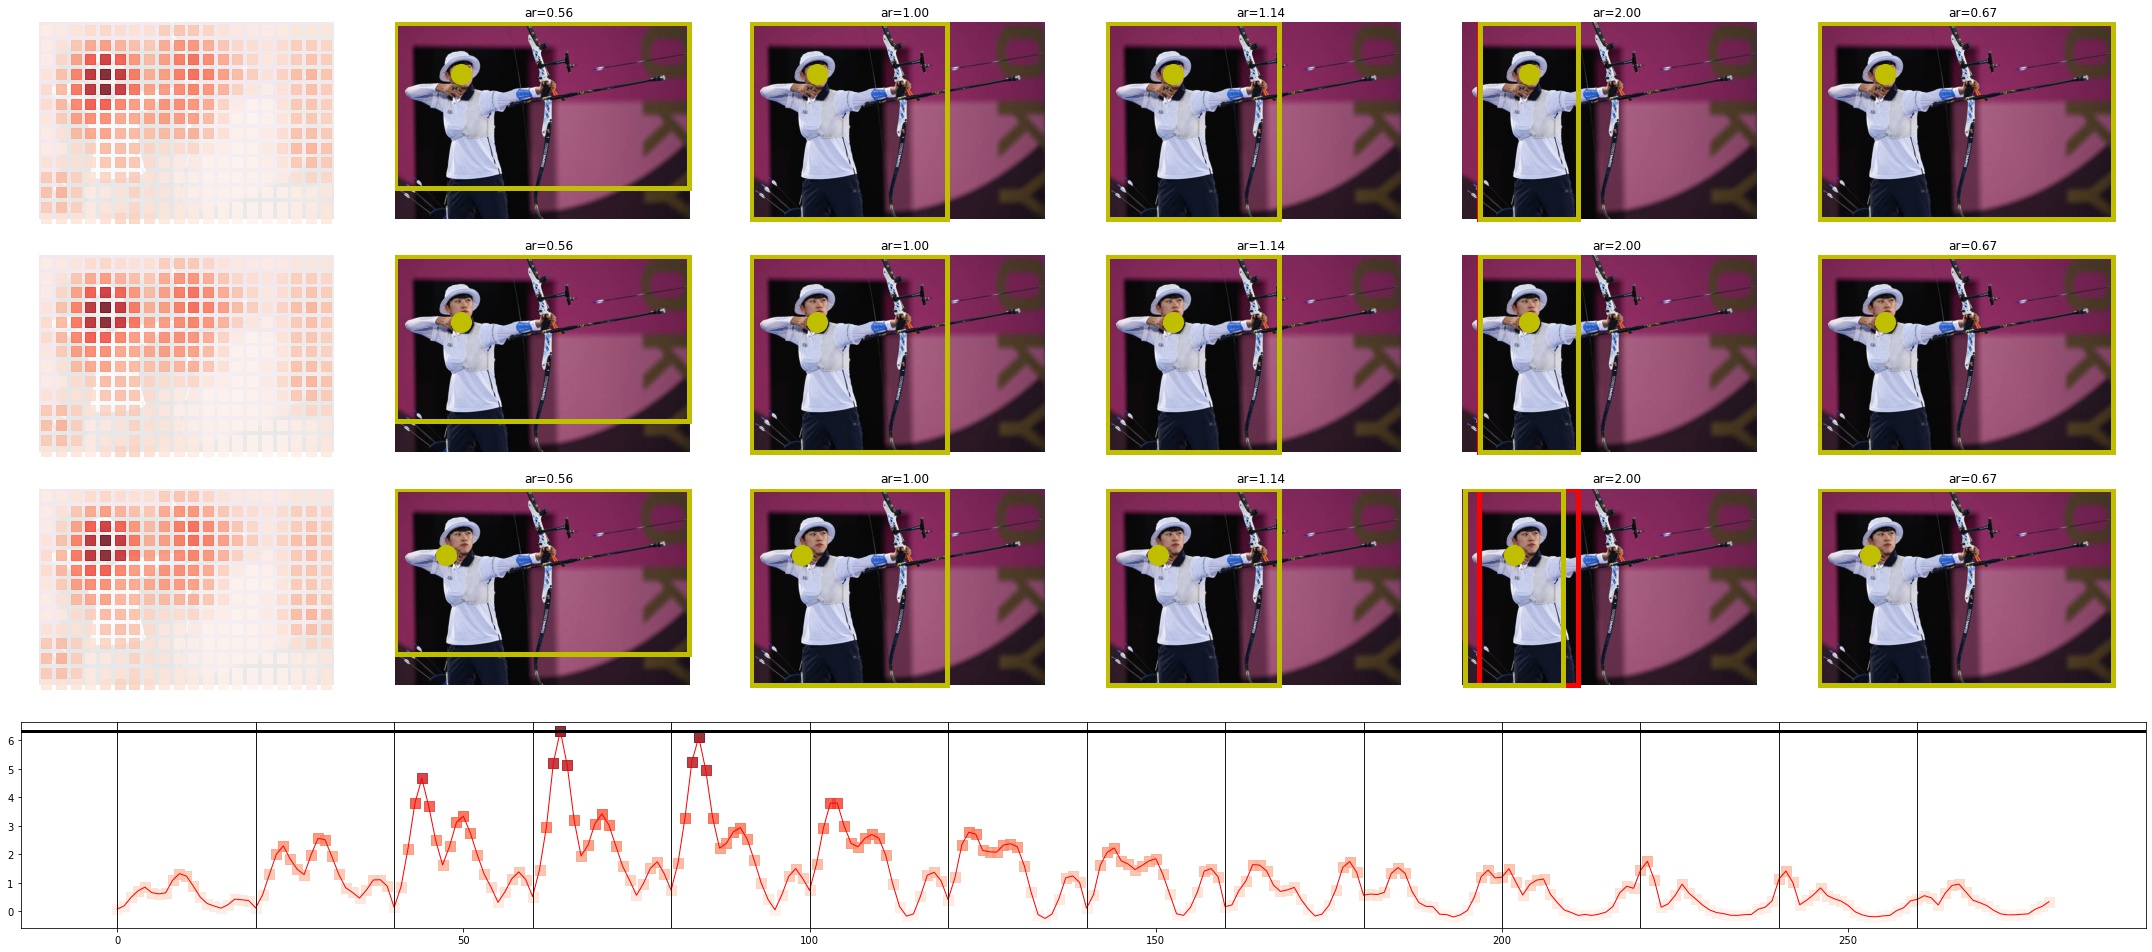 ar=0.56 ar=1.00 ar=1.14 ar=2.00 ar=0.67
O O O O O
K K K K K
Y Y Y Y Y
ar=0.56 ar=1.00 ar=1.14 ar=2.00 ar=0.67
O O O O O
K K K K K
Y Y Y Y Y
ar=0.56 ar=1.00 ar=1.14 ar=2.00 ar=0.67
O O O O O
K K K K K
Y Y Y Y Y
6
5
4
3
2
1
0
0 50 100 150 200 250